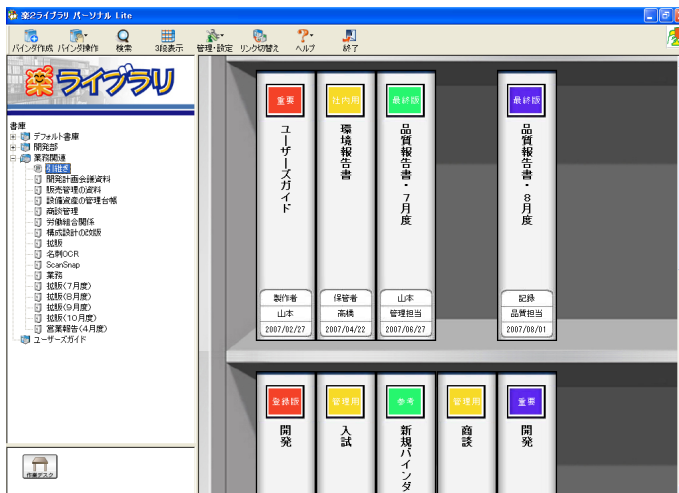 楽2ライブラリ パーソナル Lite
バインダ作成 バインダ操作 検索 3段表示 管理・設定 リンク切替え ヘルプ 終了
楽 ライブラリ
書庫
デフォルト書庫
開発部
業務関連
引継ぎ
開発計画会議資料
販売管理の資料
設備資産の管理台帳
商談管理
労働組合関係
構成設計の改版
拡販
名刺OCR
ScanSnap
業務
拡販(7月度)
拡販(8月度)
拡販(9月度)
拡販(10月度)
営業報告(4月度)
ユーザーズガイド
作業デスク
重要
ユーザーズガイド
製作者
山本
2007/02/27
社内用
環境報告書
保管者
高橋
2007/04/22
最終版
品質報告書・7月度
山本
管理担当
2007/06/27
最終版
品質報告書・8月度
記録
品質担当
2007/08/01
登録版
開発
管理用
入試
参考
新規バインダ
管理用
商談
重要
開発